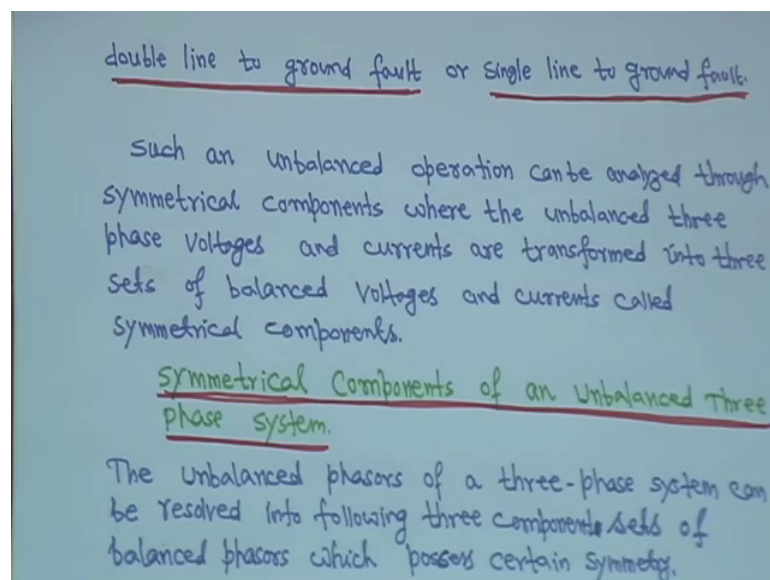 double line to ground fault or single line to ground fault.
Such an unbalanced operation can be analyzed through
symmetrical components where the unbalanced three
phase voltages and currents are transformed into three
sets of balanced voltages and currents called
symmetrical components.
Symmetrical Components of an Unbalanced Three
phase system.
The unbalanced phasors of a three-phase system can
be resolved into following three components sets of
balanced phasors which possess certain symmetry.